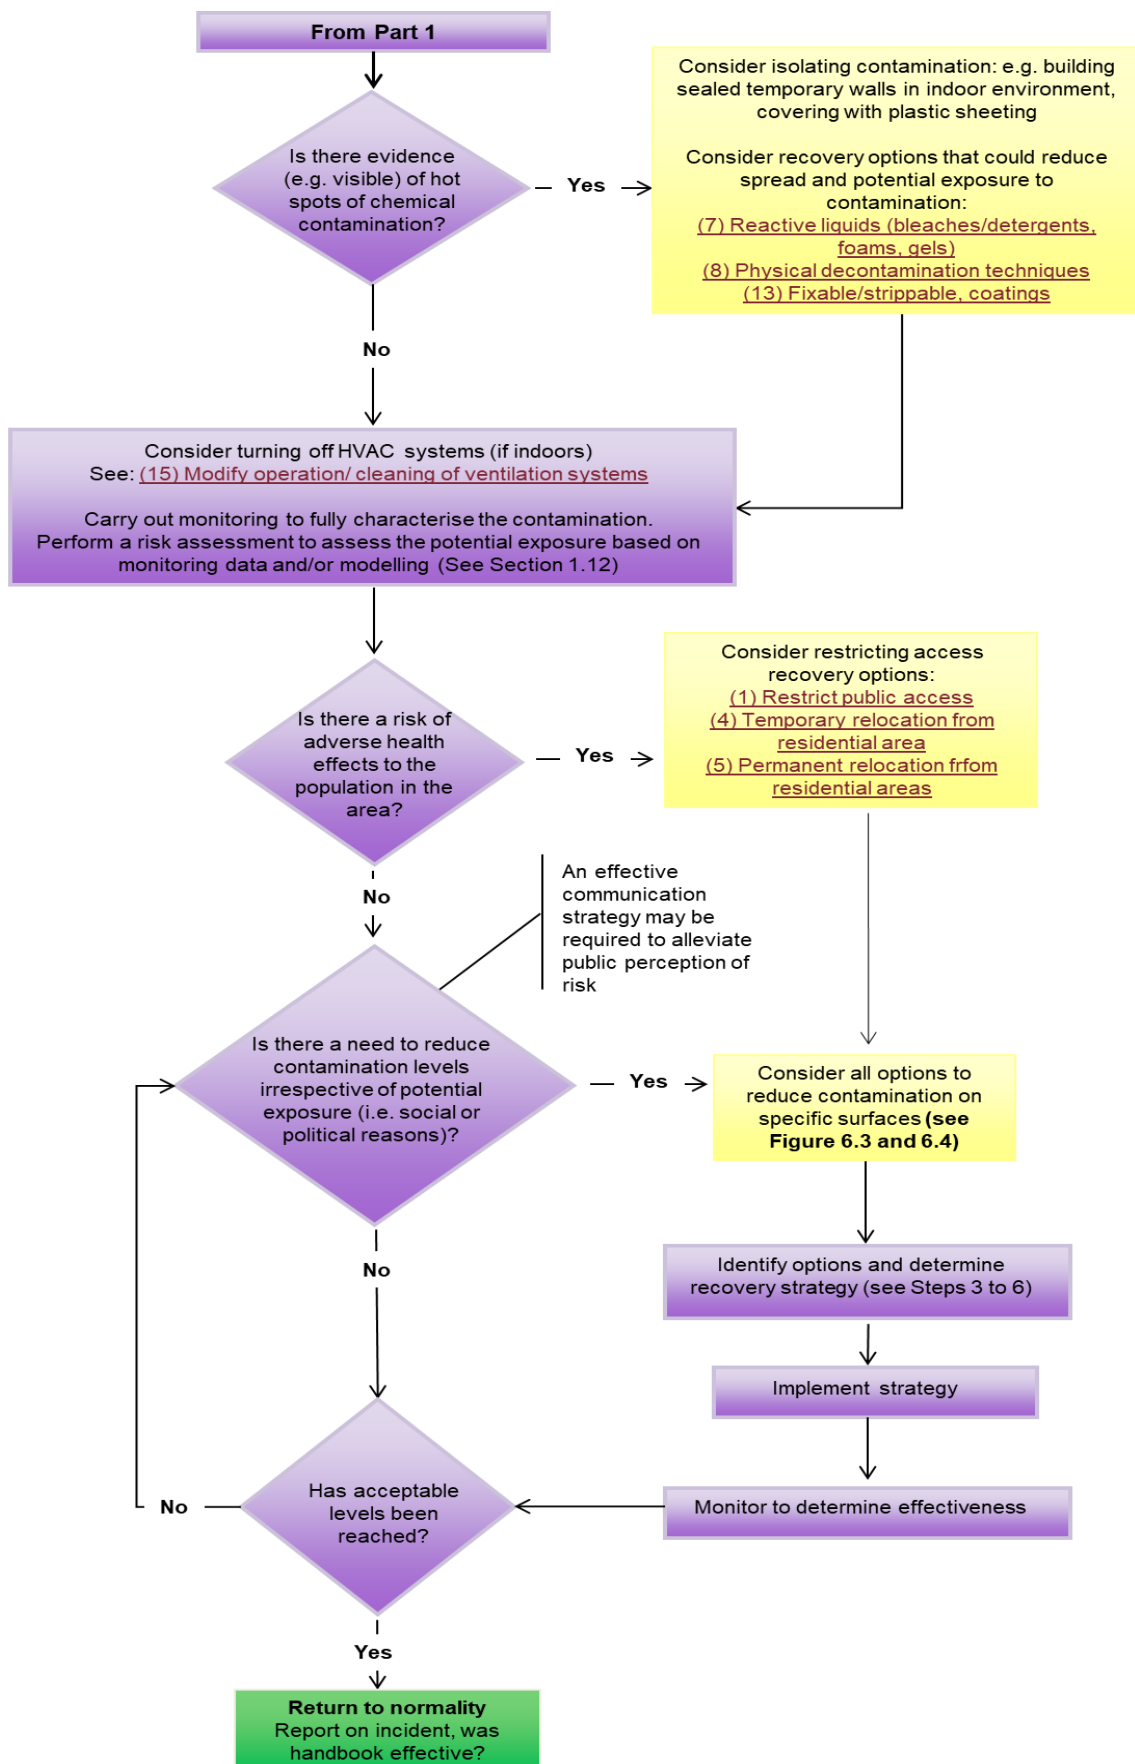 From Part 1
Is there evidence
(e.g. visible) of hot
spots of chemical
contamination?
Yes
Consider isolating contamination: e.g. building
sealed temporary walls in indoor environment,
covering with plastic sheeting
Consider recovery options that could reduce
spread and potential exposure to
contamination:
(7) Reactive liquids (bleaches/detergents,
foams, gels)
(8) Physical decontamination techniques
(13) Fixable/strippable, coatings
No
Consider turning off HVAC systems (if indoors)
See: (15) Modify operation/ cleaning of ventilation systems
Carry out monitoring to fully characterise the contamination.
Perform a risk assessment to assess the potential exposure based on
monitoring data and/or modelling (See Section 1.12)
Is there a risk of
adverse health
effects to the
population in the
area?
Yes
Consider restricting access
recovery options:
(1) Restrict public access
(4) Temporary relocation from
residential area
(5) Permanent relocation frfom
residential areas
No
An effective
communication
strategy may be
required to alleviate
public perception of
risk
Is there a need to reduce
contamination levels
irrespective of potential
exposure (i.e. social or
political reasons)?
Yes
Consider all options to
reduce contamination on
specific surfaces (see
Figure 6.3 and 6.4)
No
Identify options and determine
recovery strategy (see Steps 3 to 6)
Implement strategy
Monitor to determine effectiveness
Has acceptable
levels been
reached?
No
Yes
Return to normality
Report on incident, was
handbook effective?